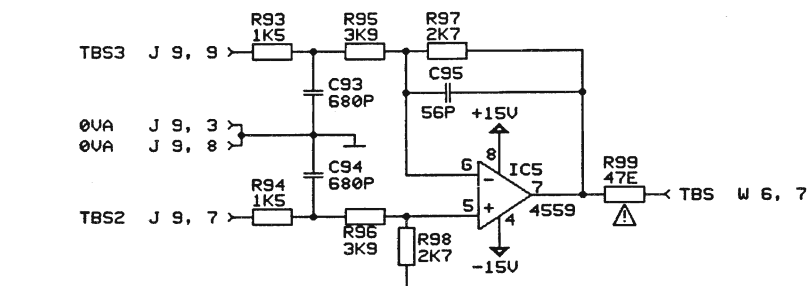 R93 R95 R97
1K5 3K9 2K7
TBS3 J 9, 9
C93
680P
C95
56P
+15V
0VA J 9, 3
0VA J 9, 8
C94
680P
8 IC5
6
-
7
R99
47E
TBS W 6, 7
R94
1K5
5
+
4
4559
TBS2 J 9, 7
R96
3K9
R98
2K7
-15V
!